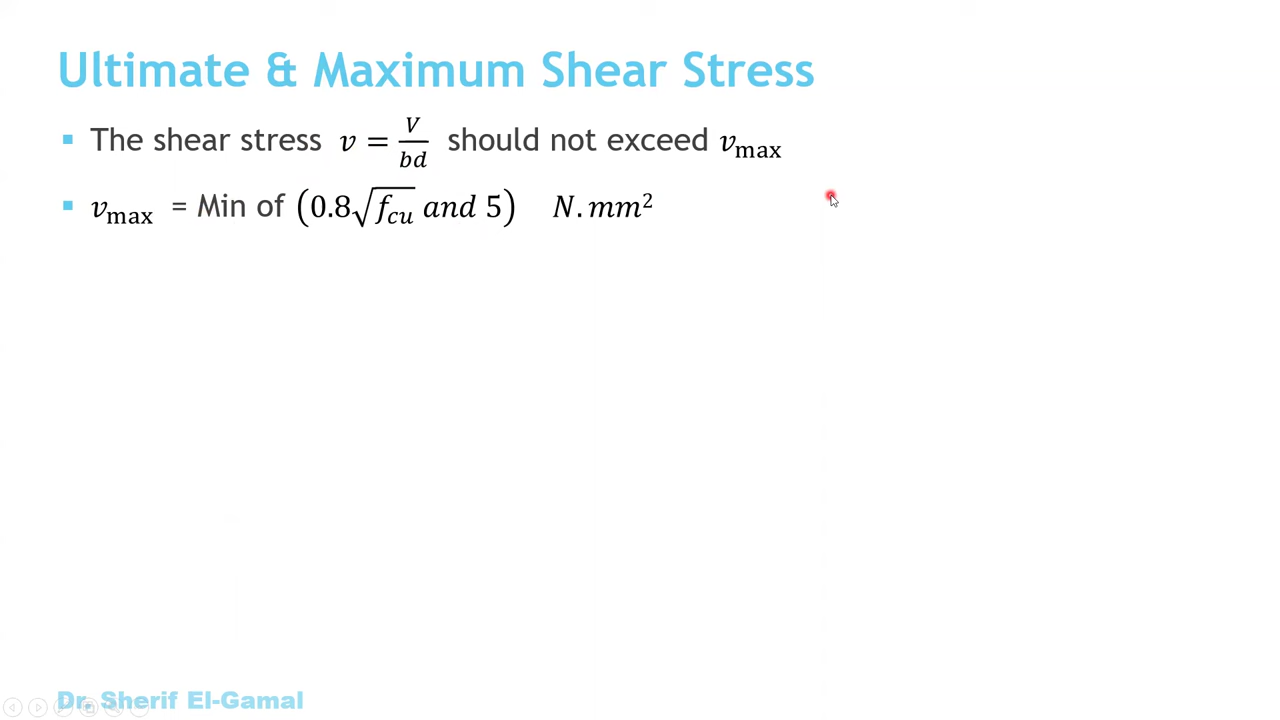 Ultimate & Maximum Shear Stress
▪ The shear stress 𝑣 = 𝑉/𝑏𝑑 should not exceed 𝑣max
▪ 𝑣max = Min of (0.8√𝑓𝑐𝑢 𝑎𝑛𝑑 5) 𝑁.𝑚𝑚²
Dr. Sherif El-Gamal